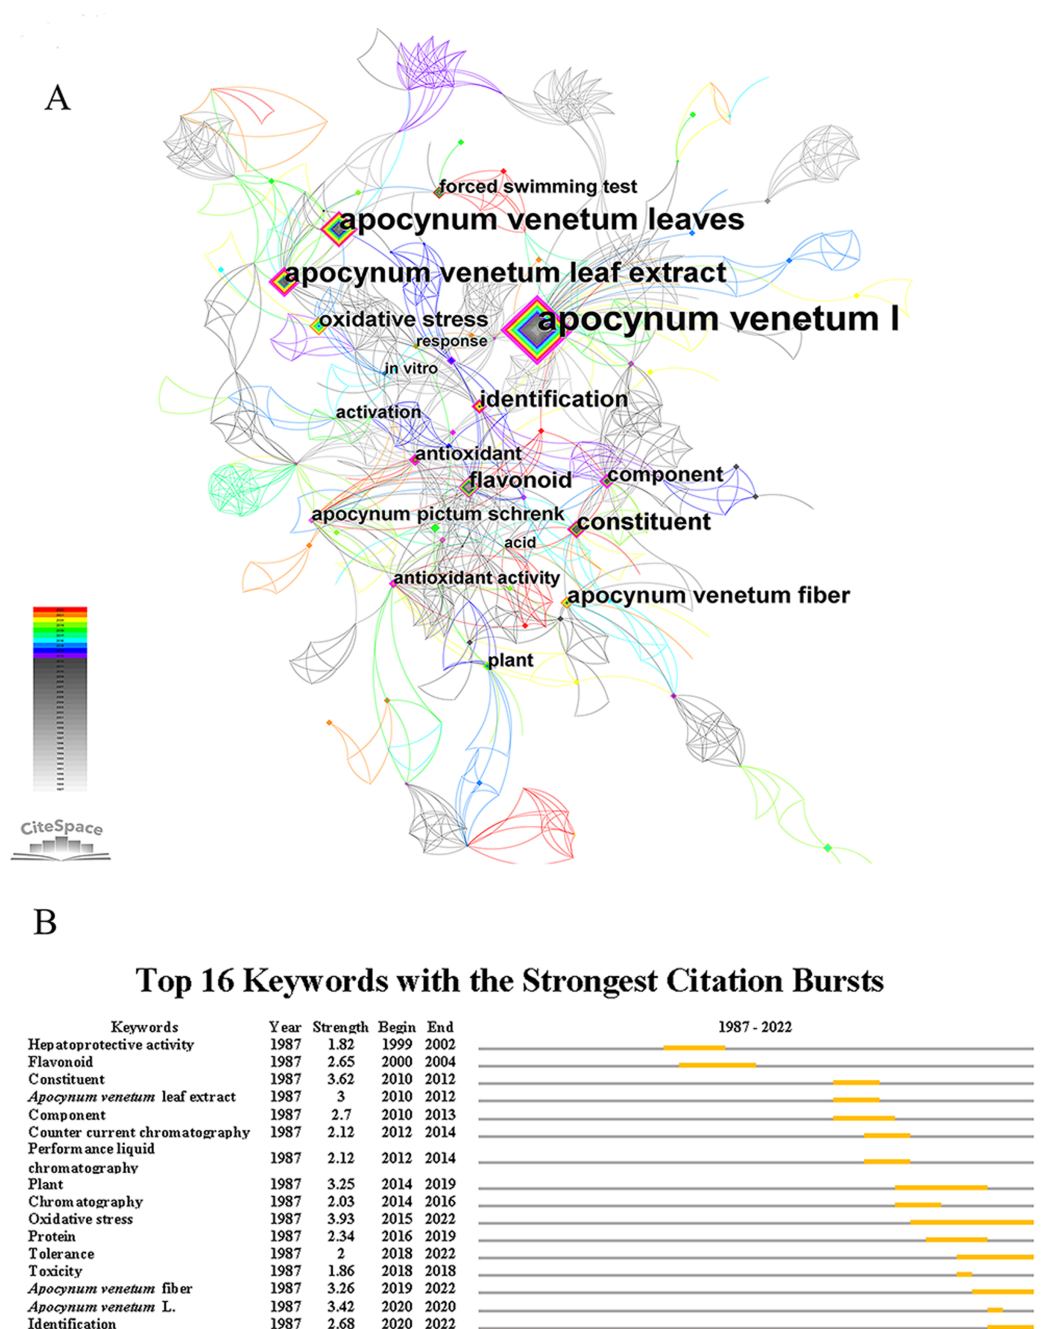 A
forced swimming test
apocynum venetum leaves
apocynum venetum leaf extract
apocynum venetum l
oxidative stress
response
in vitro
identification
activation
antioxidant
flavonoid
component
apocynum pictum schrenk
constituent
acid
antioxidant activity
apocynum venetum fiber
plant
CiteSpace
B
Top 16 Keywords with the Strongest Citation Bursts
Keywords Year Strength Begin End 1987 - 2022
Hepatoprotective activity 1987 1.82 1999 2002
Flavonoid 1987 2.65 2000 2004
Constituent 1987 3.62 2010 2012
Apocynum venetum leaf extract 1987 3 2010 2012
Component 1987 2.7 2010 2013
Counter current chromatography 1987 2.12 2012 2014
Performance liquid
chromatography 1987 2.12 2012 2014
Plant 1987 3.25 2014 2019
Chromatography 1987 2.03 2014 2016
Oxidative stress 1987 3.93 2015 2022
Protein 1987 2.34 2016 2019
Tolerance 1987 2 2018 2022
Toxicity 1987 1.86 2018 2018
Apocynum venetum fiber 1987 3.26 2019 2022
Apocynum venetum L. 1987 3.42 2020 2020
Identification 1987 2.68 2020 2022